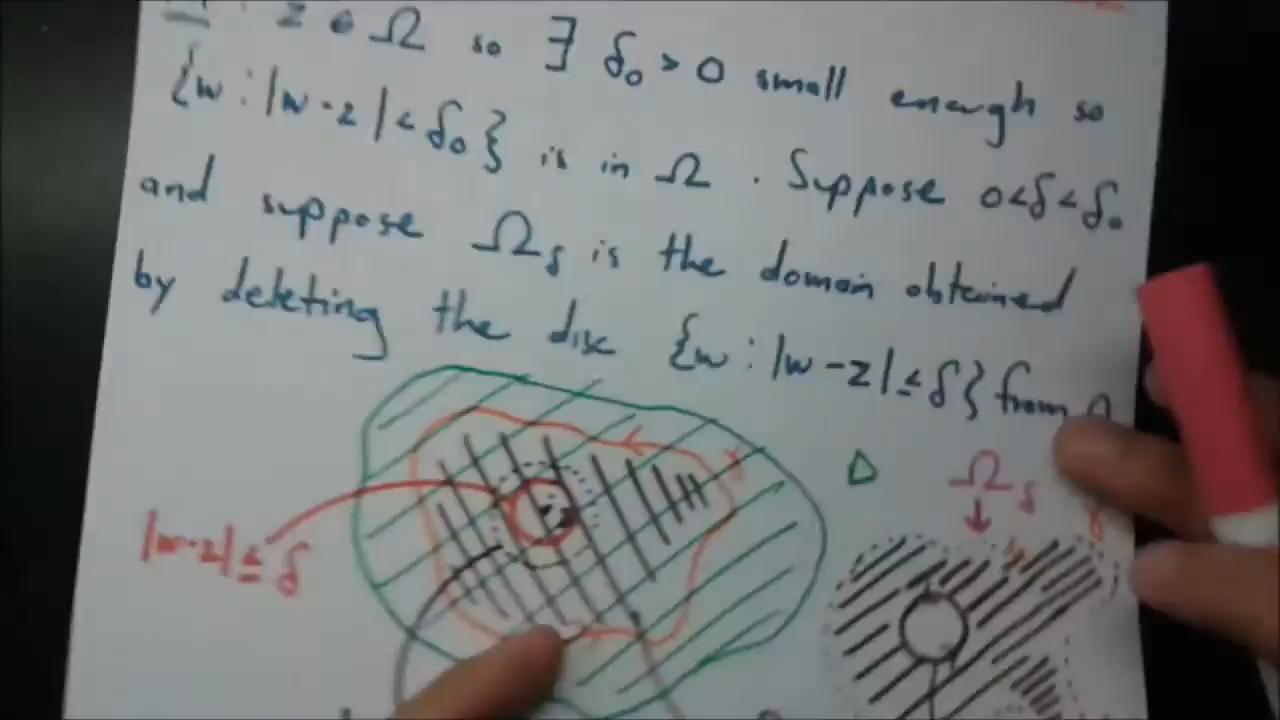 z ∈ Ω so ∃ δ₀ > 0 small enough so
{w : |w - z| < δ₀} is in Ω . Suppose 0<δ<δ₀
and suppose Ω_δ is the domain obtained
by deleting the disc {w : |w - z| ≤ δ} from Ω
D
Ω_δ
|w-z| ≤ δ
z
γ